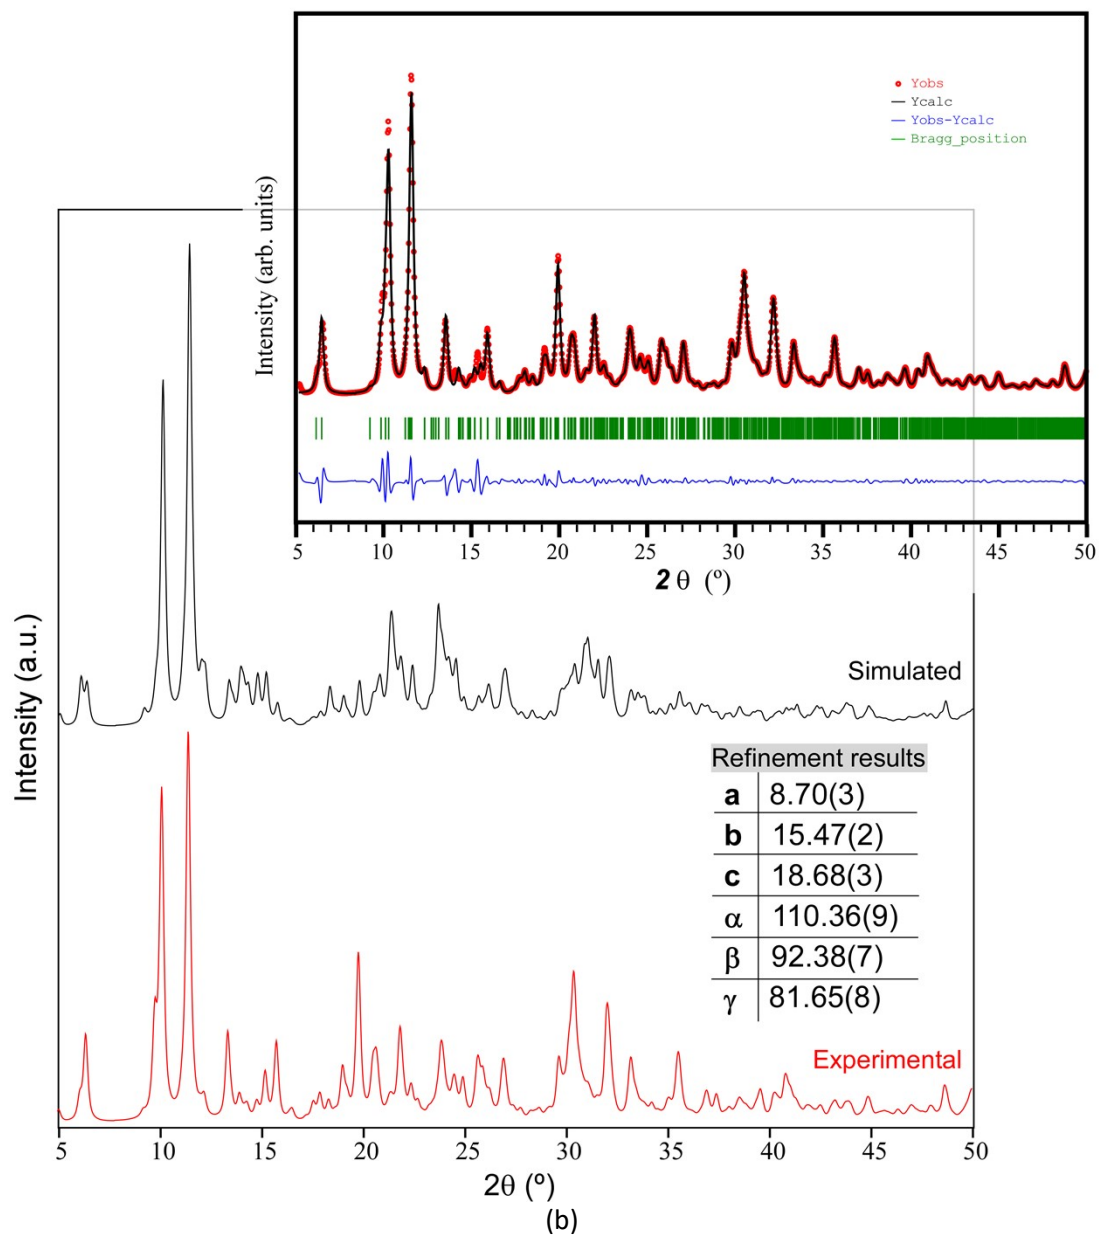 Yobs
Ycalc
Yobs-Ycalc
Bragg_position
Intensity (arb. units)
5 10 15 20 25 30 35 40 45 50
2 θ (º)
Intensity (a.u.)
Simulated
Refinement results
a 8.70(3)
b 15.47(2)
c 18.68(3)
α 110.36(9)
β 92.38(7)
γ 81.65(8)
Experimental
5 10 15 20 25 30 35 40 45 50
2θ (º)
(b)